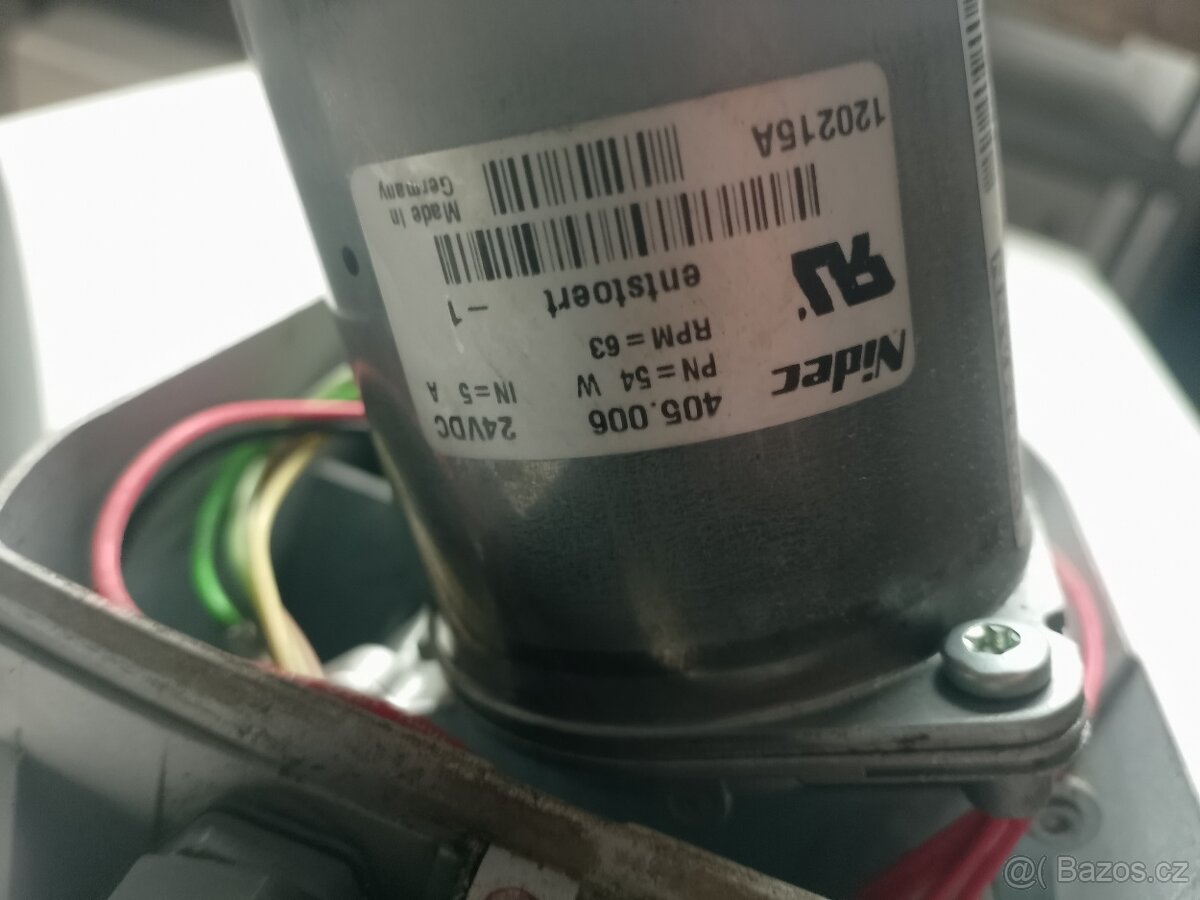 Nidec
405.006 24VDC
PN = 54 W IN = 5 A
RPM = 63
entstoert -1
Made in
Germany
120215A
@( Bazos.cz